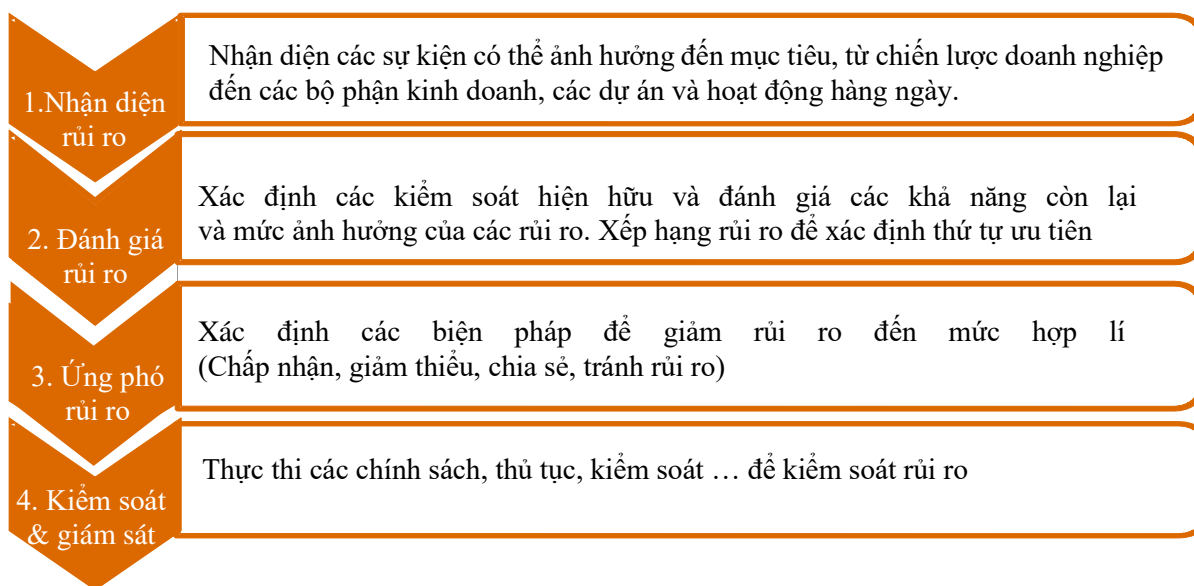 1.Nhận diện
rủi ro
Nhận diện các sự kiện có thể ảnh hưởng đến mục tiêu, từ chiến lược doanh nghiệp
đến các bộ phận kinh doanh, các dự án và hoạt động hàng ngày.
2. Đánh giá
rủi ro
Xác định các kiểm soát hiện hữu và đánh giá các khả năng còn lại
và mức ảnh hưởng của các rủi ro. Xếp hạng rủi ro để xác định thứ tự ưu tiên
3. Ứng phó
rủi ro
Xác định các biện pháp để giảm rủi ro đến mức hợp lí
(Chấp nhận, giảm thiểu, chia sẻ, tránh rủi ro)
4. Kiểm soát
& giám sát
Thực thi các chính sách, thủ tục, kiểm soát … để kiểm soát rủi ro